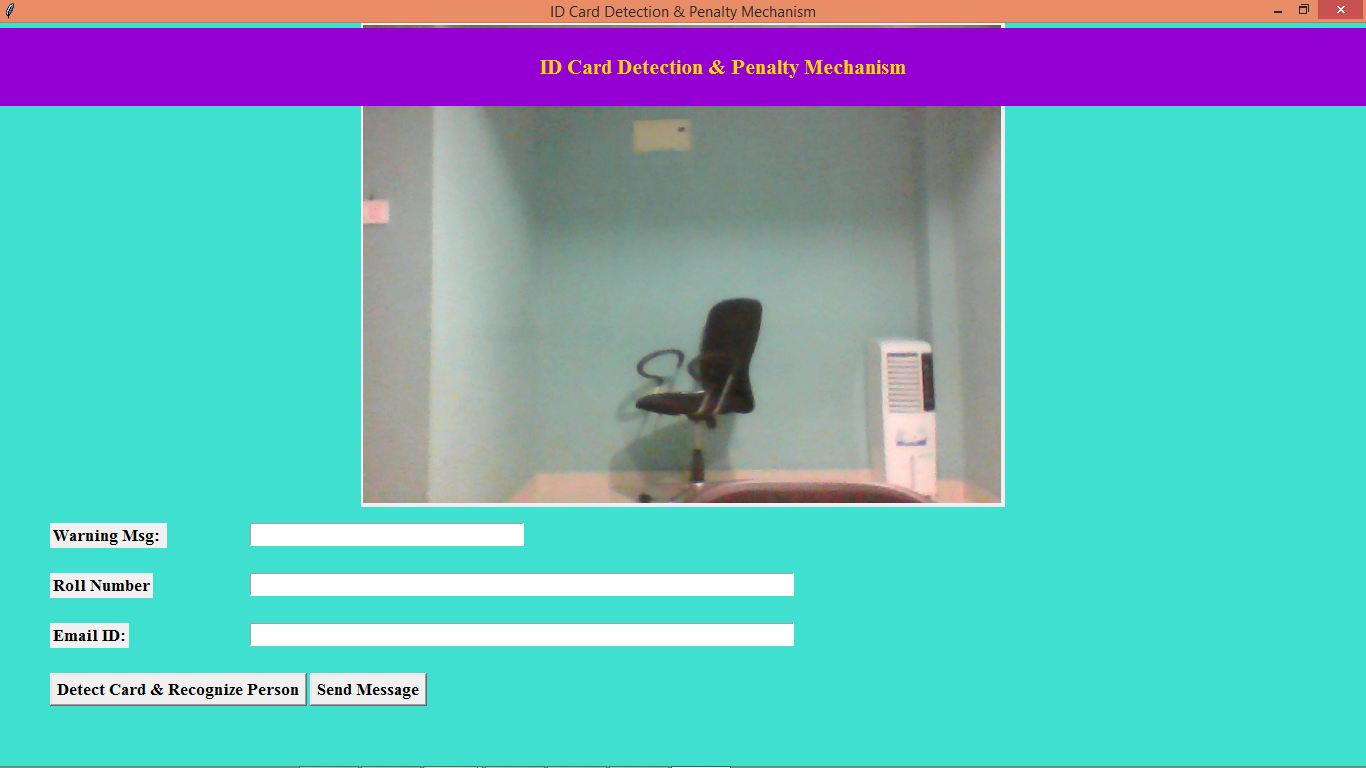 ID Card Detection & Penalty Mechanism
ID Card Detection & Penalty Mechanism
Warning Msg:
Roll Number
Email ID:
Detect Card & Recognize Person Send Message